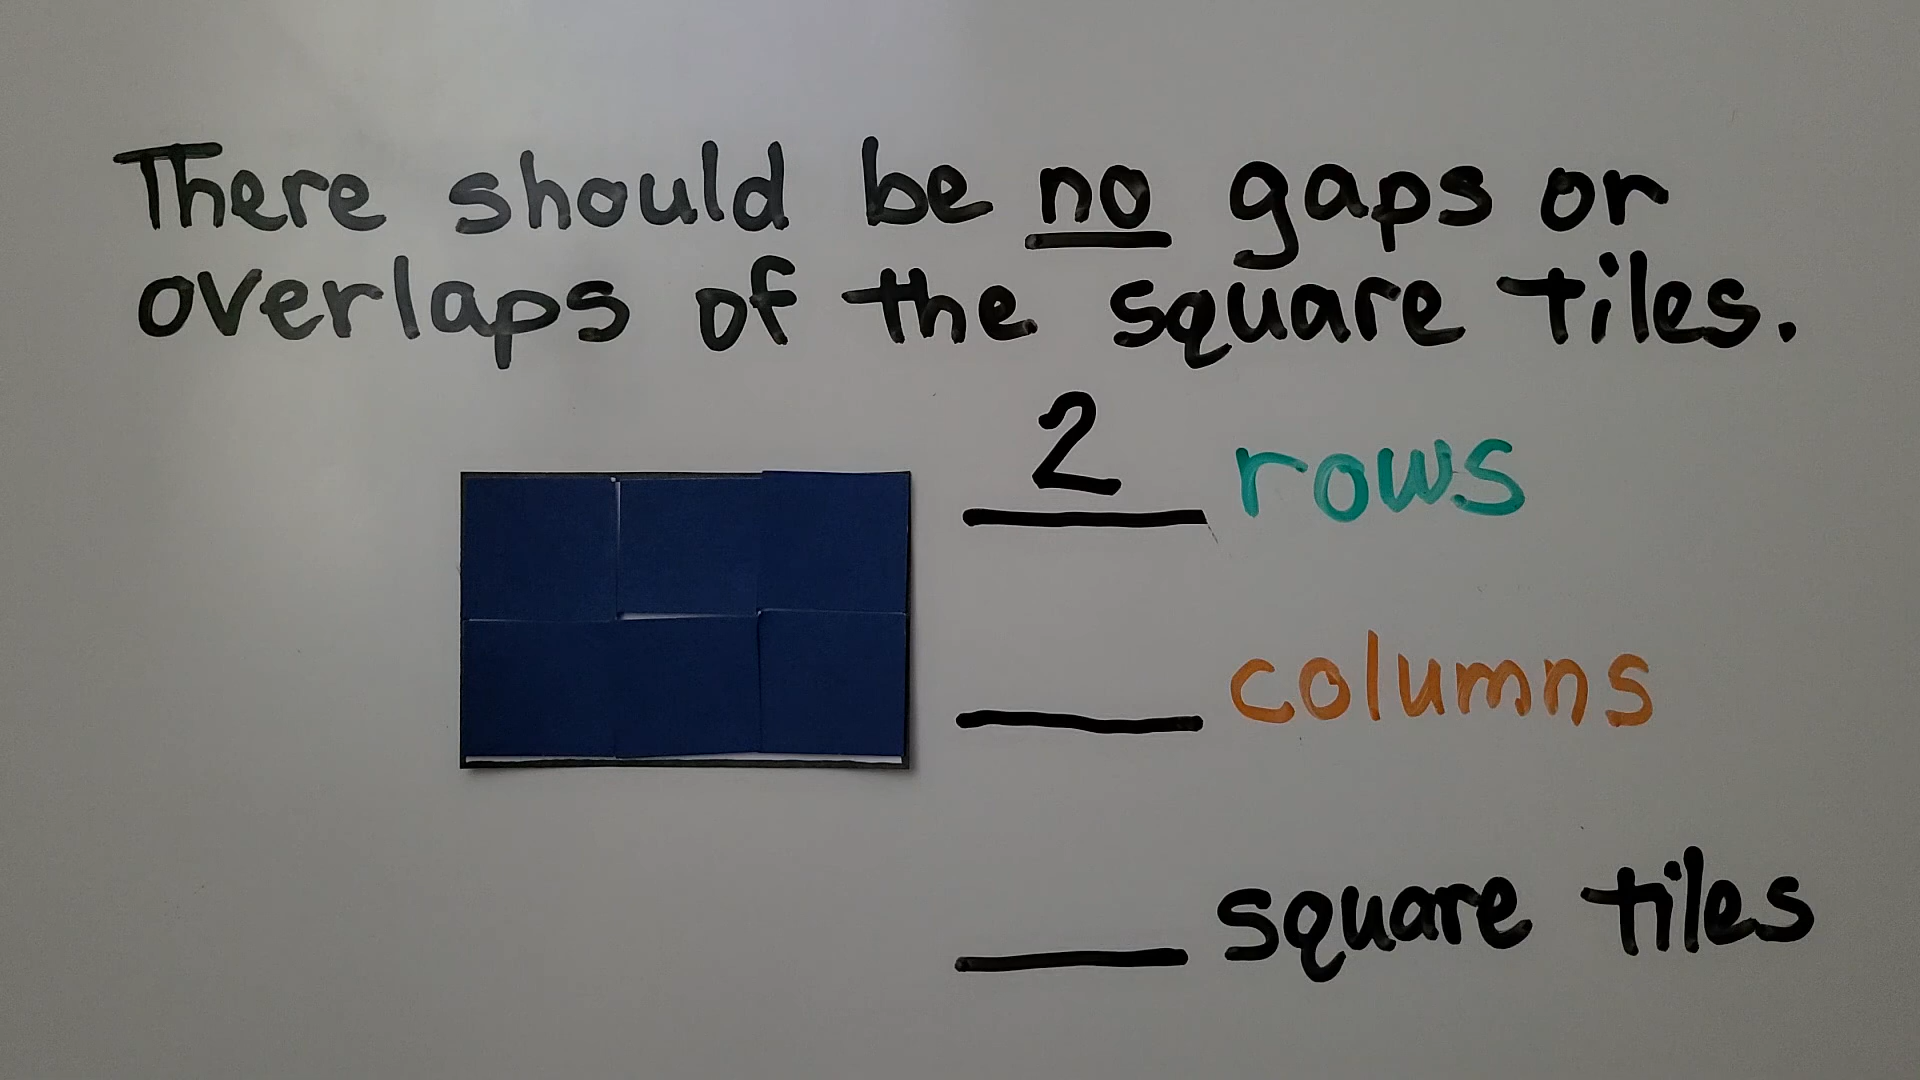 There should be no gaps or
overlaps of the square tiles.
2 rows
columns
square tiles